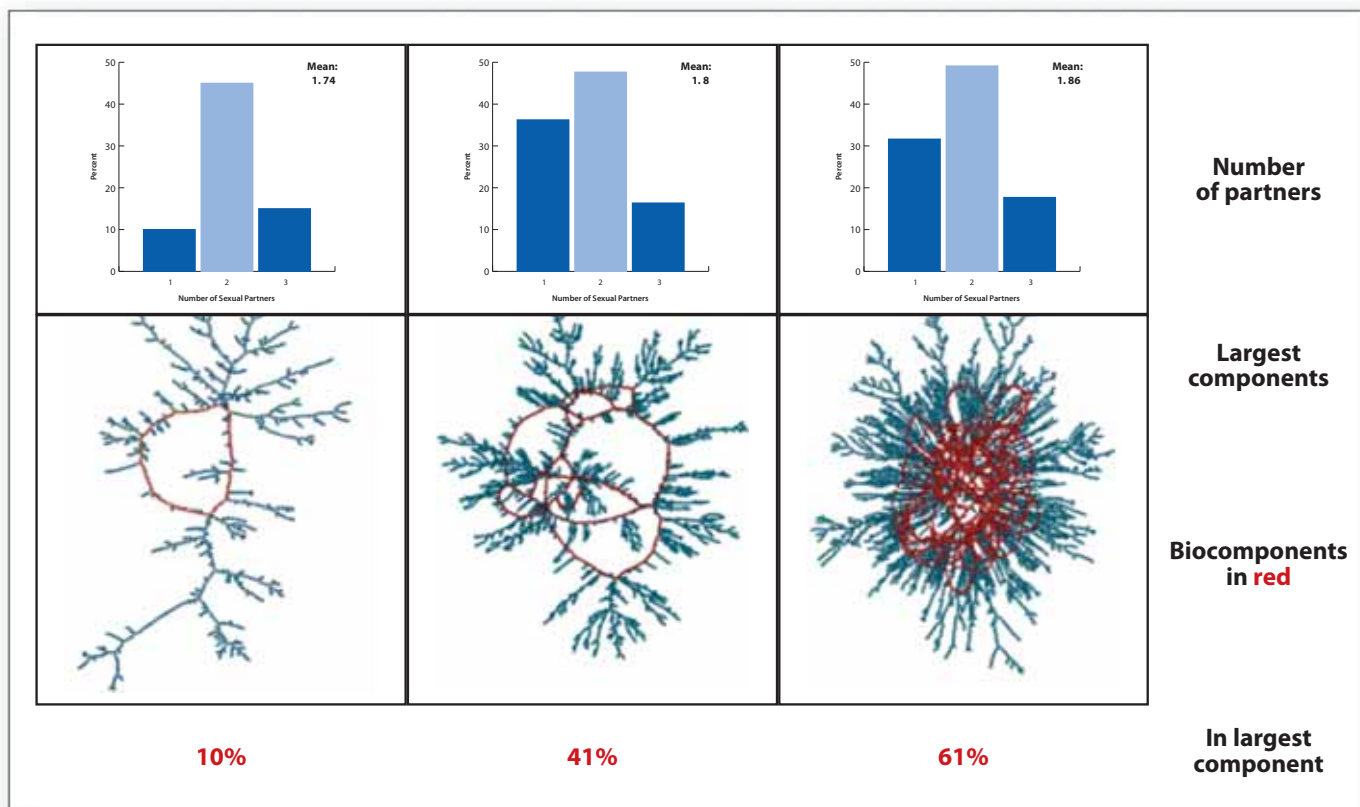 50
40
30
20
10
0
Percent
Mean:
1. 74
1
2
3
Number of Sexual Partners
50
40
30
20
10
0
Percent
Mean:
1. 8
1
2
3
Number of Sexual Partners
50
40
30
20
10
0
Percent
Mean:
1. 86
1
2
3
Number of Sexual Partners
Number
of partners
Largest
components
Biocomponents
in red
10%
41%
61%
In largest
component